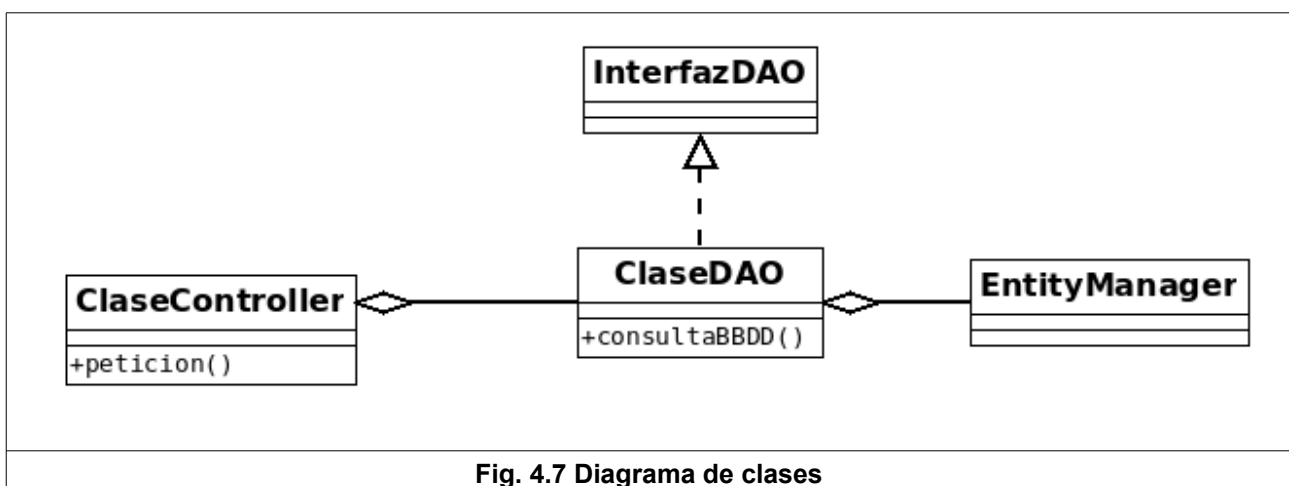 InterfazDAO
ClaseDAO
+consultaBBDD()
ClaseController
+peticion()
EntityManager
Fig. 4.7 Diagrama de clases